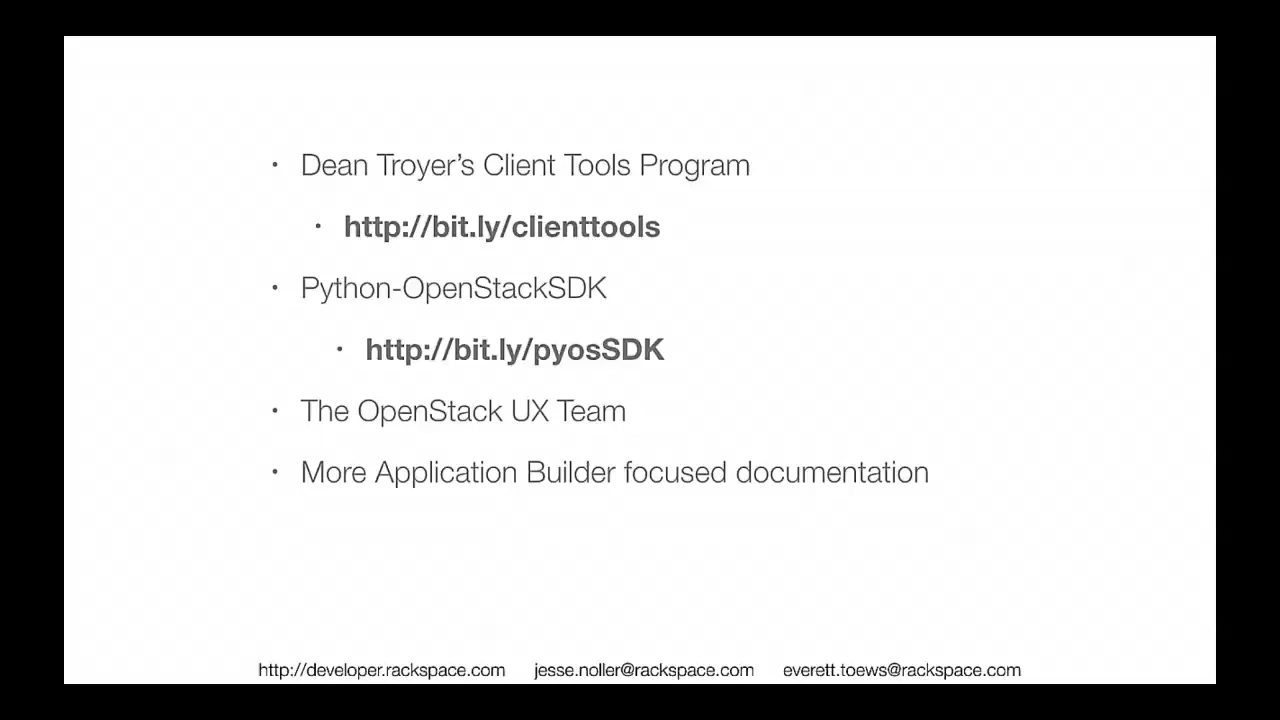 • Dean Troyer’s Client Tools Program
• http://bit.ly/clienttools
• Python-OpenStackSDK
• http://bit.ly/pyosSDK
• The OpenStack UX Team
• More Application Builder focused documentation
http://developer.rackspace.com jesse.noller@rackspace.com everett.toews@rackspace.com